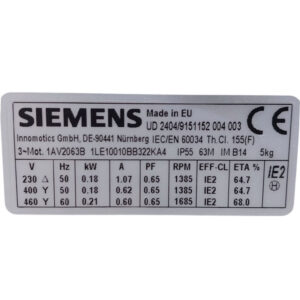 SIEMENS Made in EU CE
UD 2404/9151152 004 003
Innomotics GmbH, DE-90441 Nürnberg IEC/EN 60034 Th.Cl. 155(F)
3~Mot. 1AV2063B 1LE10010BB322KA4 IP55 63M IM B14 5kg
V Hz kW A PF RPM EFF-CL ETA %
230 Δ 50 0.18 1.07 0.65 1385 IE2 64.7
400 Y 50 0.18 0.62 0.65 1385 IE2 64.7
460 Y 60 0.21 0.60 0.65 1685 IE2 68.0
IE2
H